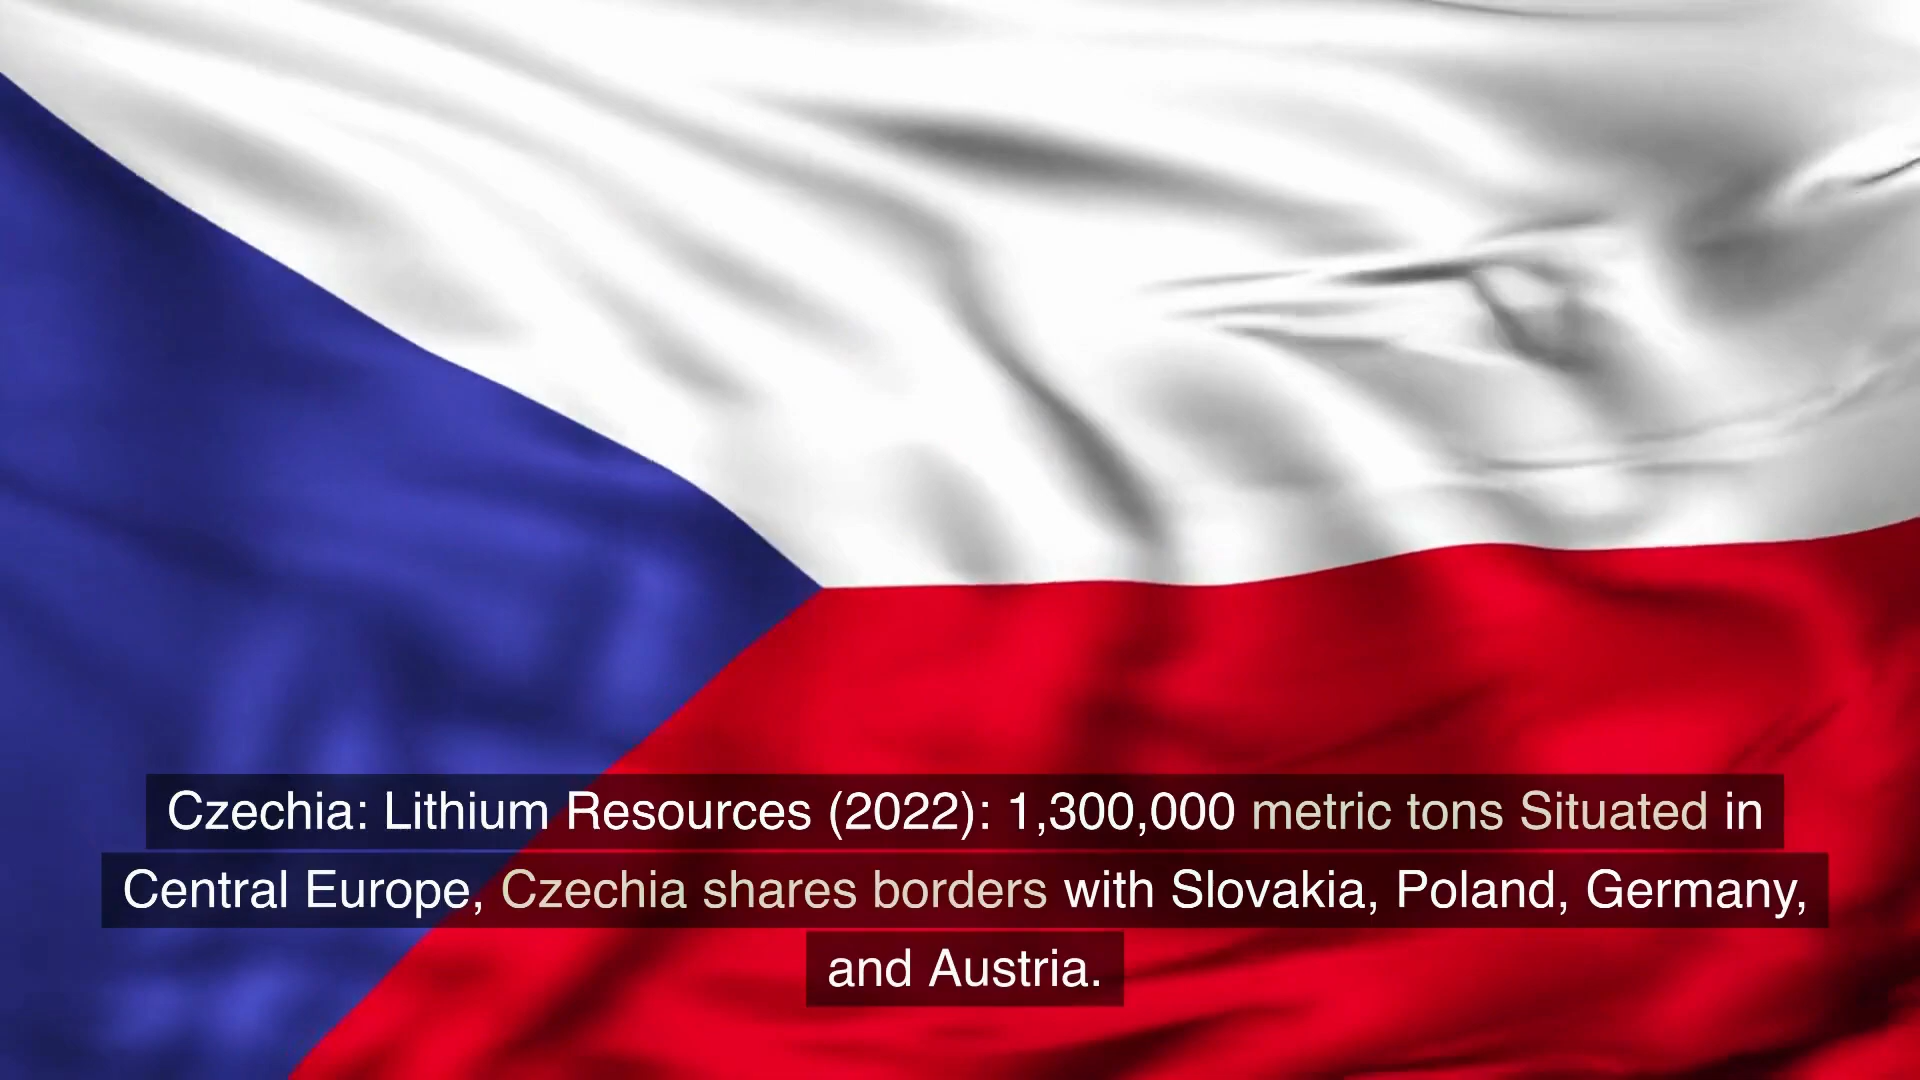 Czechia: Lithium Resources (2022): 1,300,000 metric tons Situated in
Central Europe, Czechia shares borders with Slovakia, Poland, Germany,
and Austria.